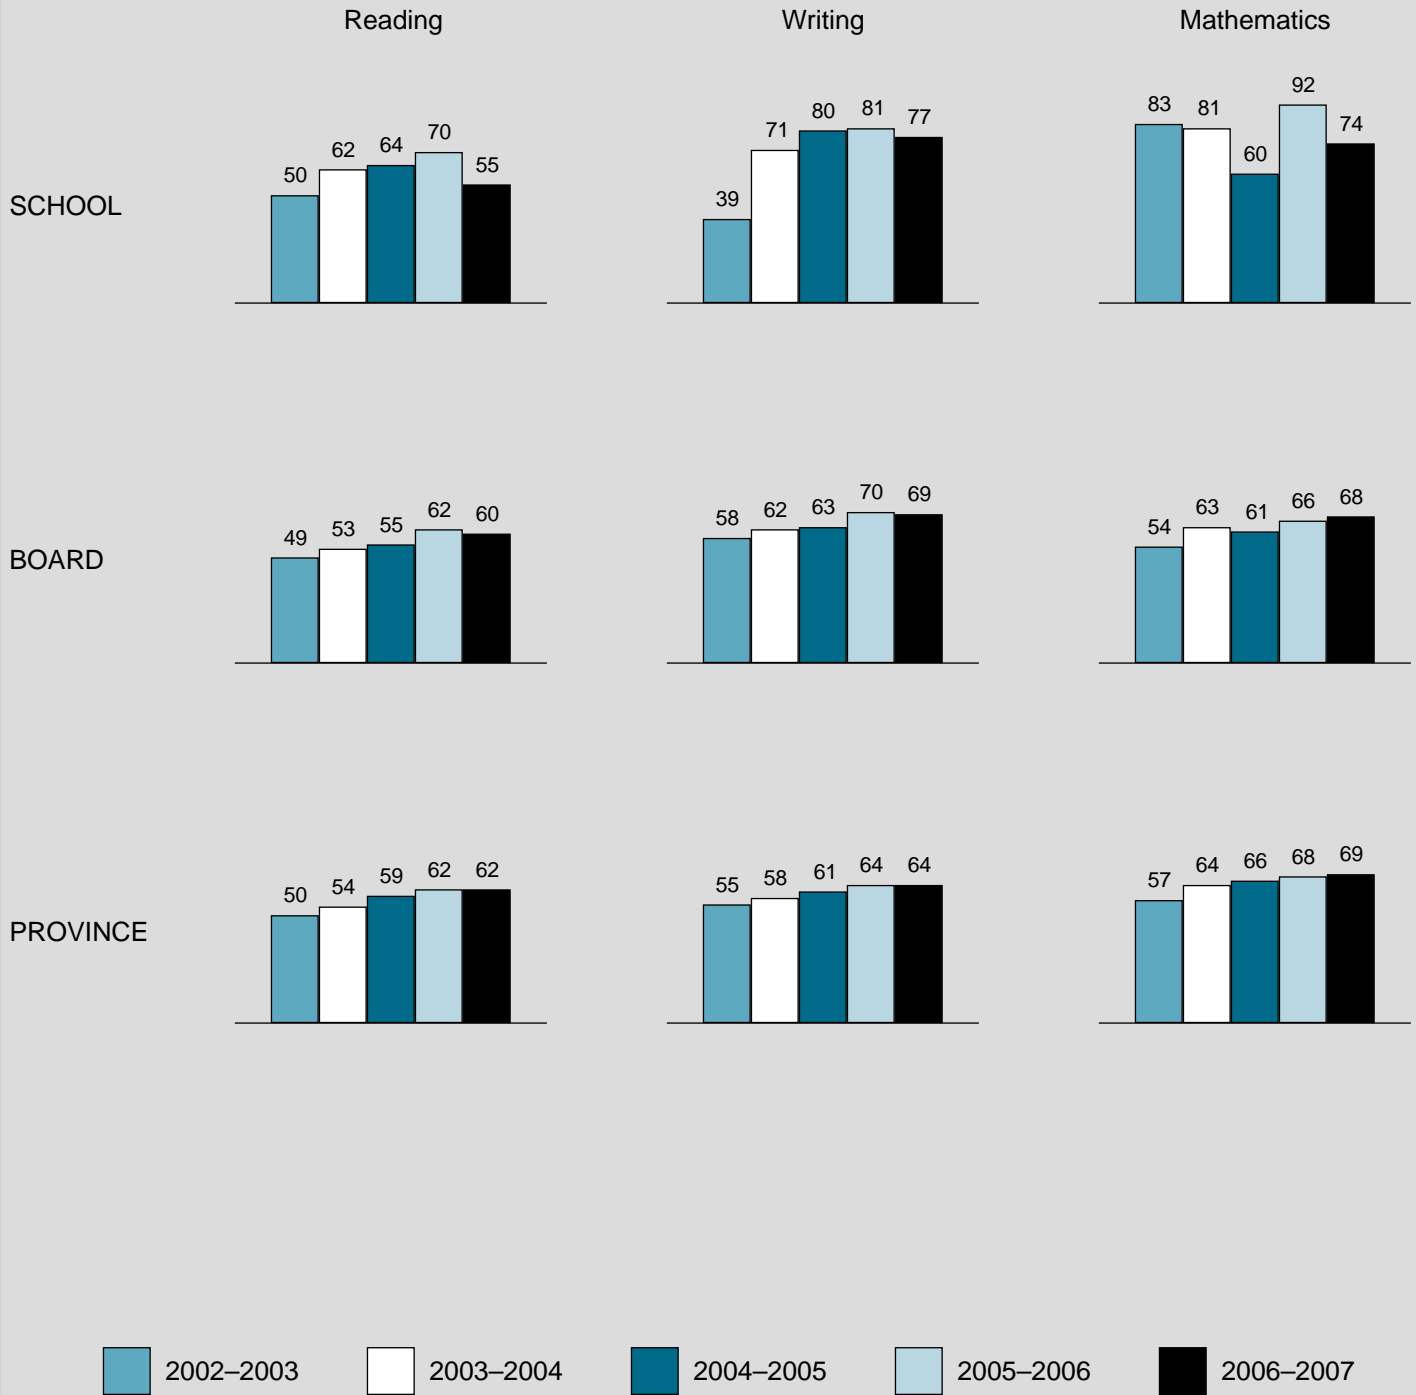 Reading Writing Mathematics
SCHOOL
50 62 64 70 55
39 71 80 81 77
83 81 60 92 74
BOARD
49 53 55 62 60
58 62 63 70 69
54 63 61 66 68
PROVINCE
50 54 59 62 62
55 58 61 64 64
57 64 66 68 69
2002–2003 2003–2004 2004–2005 2005–2006 2006–2007